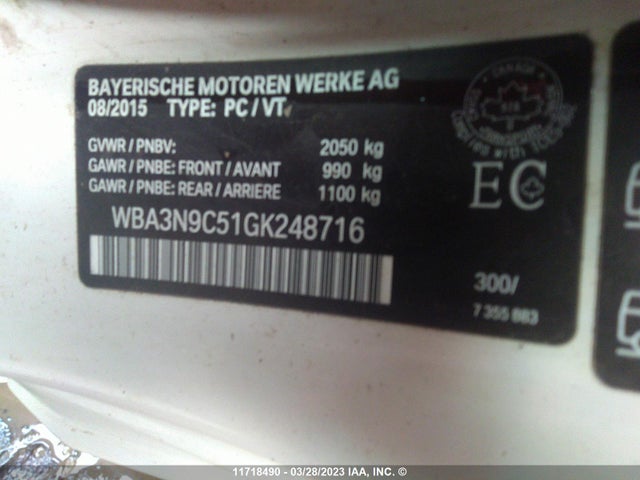 BAYERISCHE MOTOREN WERKE AG
08/2015 TYPE: PC/VT
GVWR / PNBV: 2050 kg
GAWR / PNBE: FRONT / AVANT 990 kg
GAWR / PNBE: REAR / ARRIERE 1100 kg
WBA3N9C51GK248716
CANADA
EC
300/
7 355 883
11718490 - 03/28/2023 IAA, INC. ©